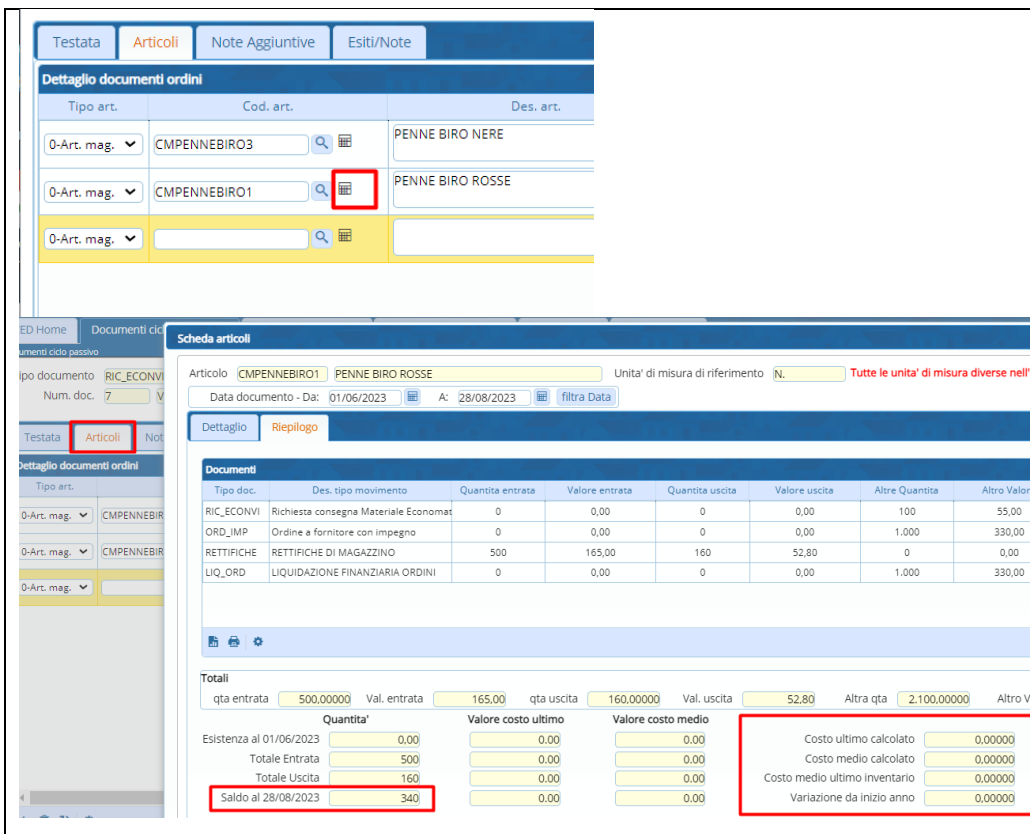 Testata Articoli Note Aggiuntive Esiti/Note
Dettaglio documenti ordini
Tipo art. Cod. art. Des. art.
0-Art. mag. CMPENNEBIRO3 PENNE BIRO NERE
0-Art. mag. CMPENNEBIRO1 PENNE BIRO ROSSE
0-Art. mag.
ED Home Documenti cic
umenti ciclo passivo
ipo documento RIC_ECONVI
Num. doc. 7 V
Testata Articoli Not
Dettaglio documenti ordini
Tipo art.
0-Art. mag. CMPENNEBIR
0-Art. mag. CMPENNEBIR
0-Art. mag.
Scheda articoli
Articolo CMPENNEBIRO1 PENNE BIRO ROSSE Unita' di misura di riferimento N. Tutte le unita' di misura diverse nell'
Data documento - Da: 01/06/2023 A: 28/08/2023 filtra Data
Dettaglio Riepilogo
Documenti
Tipo doc. Des. tipo movimento Quantita entrata Valore entrata Quantita uscita Valore uscita Altre Quantita Altro Valor
RIC_ECONVI Richiesta consegna Materiale Economat 0 0,00 0 0,00 100 55,00
ORD_IMP Ordine a fornitore con impegno 0 0,00 0 0,00 1.000 330,00
RETTIFICHE RETTIFICHE DI MAGAZZINO 500 165,00 160 52,80 0 0,00
LIQ_ORD LIQUIDAZIONE FINANZIARIA ORDINI 0 0,00 0 0,00 1.000 330,00
Totali
qta entrata 500,00000 Val. entrata 165,00 qta uscita 160,00000 Val. uscita 52,80 Altra qta 2.100,00000 Altro V
Quantita' Valore costo ultimo Valore costo medio
Esistenza al 01/06/2023 0,00 0.00 0.00 Costo ultimo calcolato 0,00000
Totale Entrata 500 0.00 0.00 Costo medio calcolato 0,00000
Totale Uscita 160 0.00 0.00 Costo medio ultimo inventario 0,00000
Saldo al 28/08/2023 340 0.00 0.00 Variazione da inizio anno 0,00000